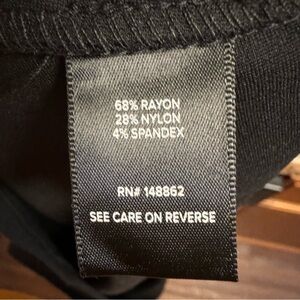 68% RAYON
28% NYLON
4% SPANDEX
RN# 148862
SEE CARE ON REVERSE